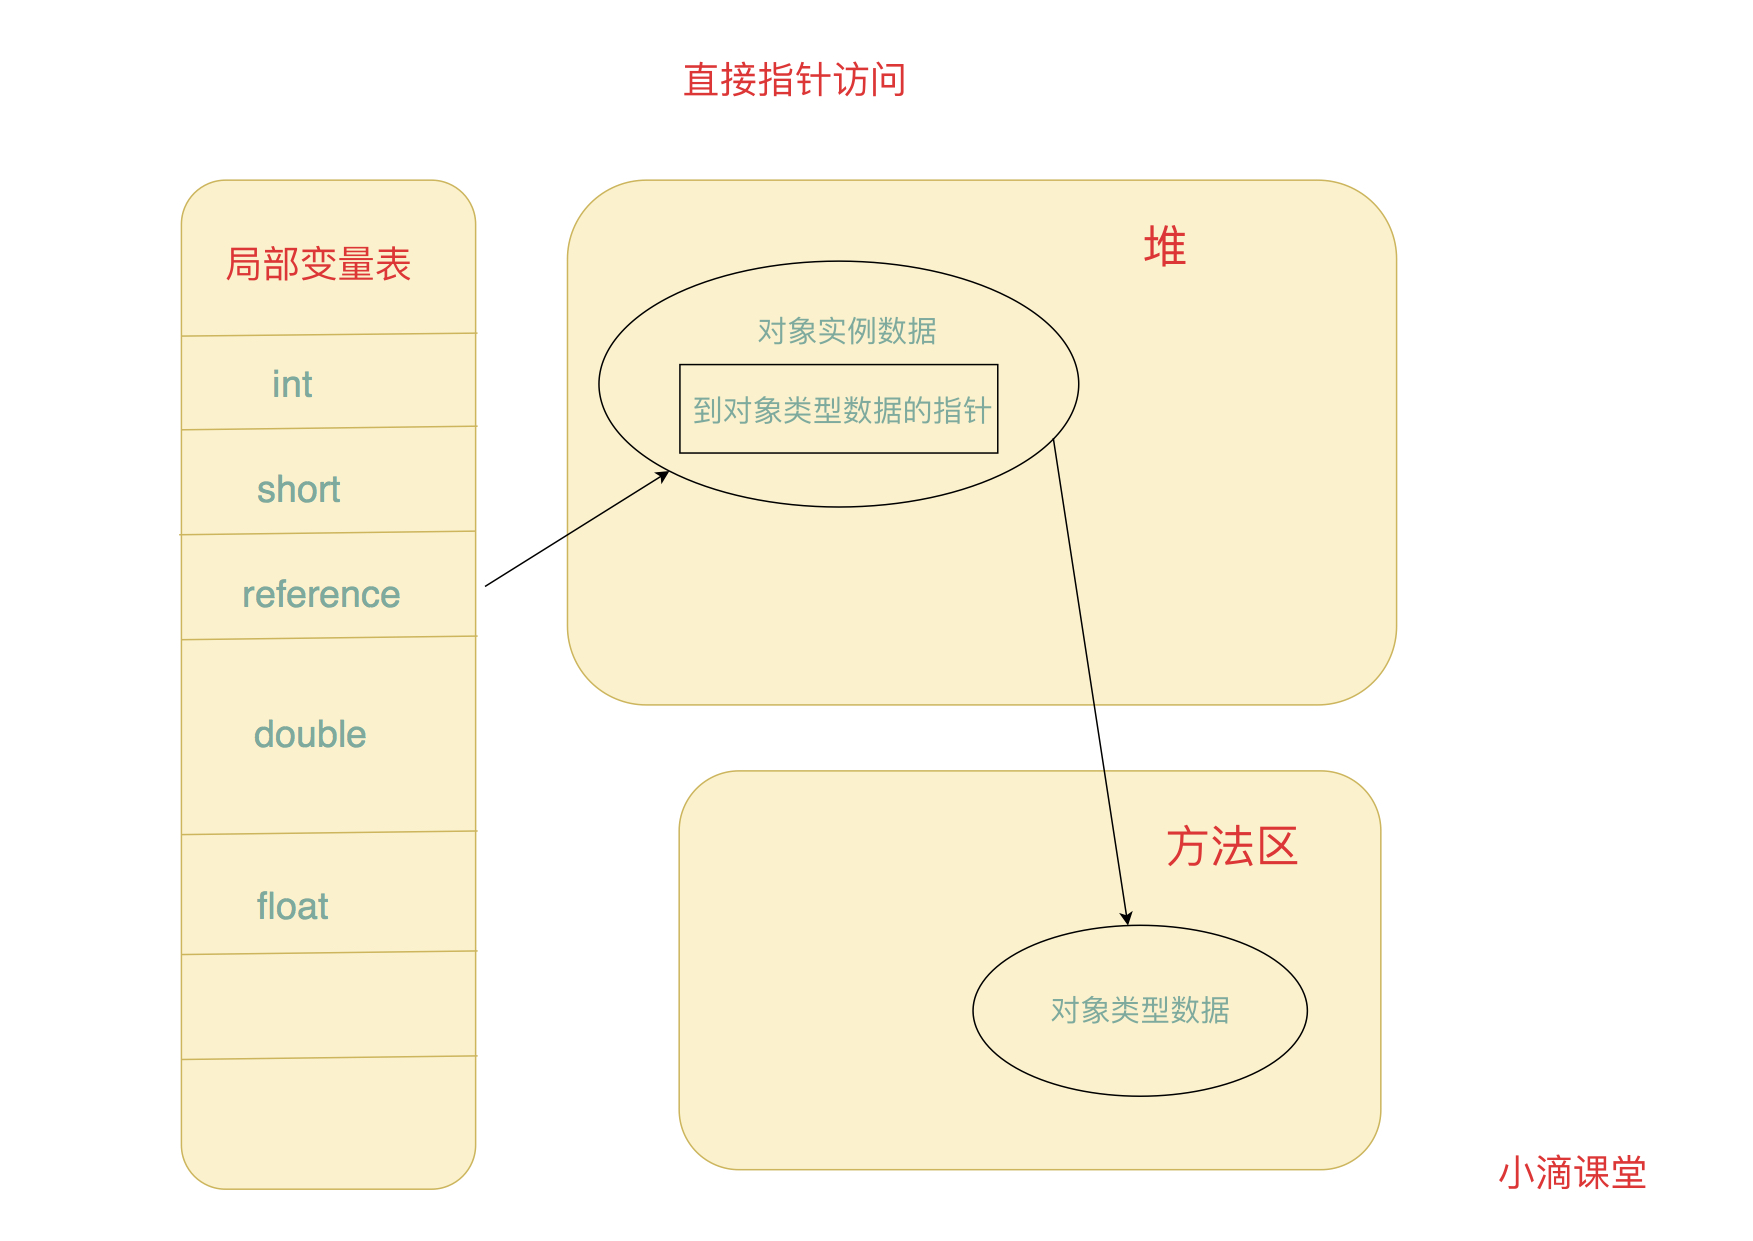 直接指针访问
局部变量表
int
short
reference
double
float
堆
对象实例数据
到对象类型数据的指针
方法区
对象类型数据
小滴课堂